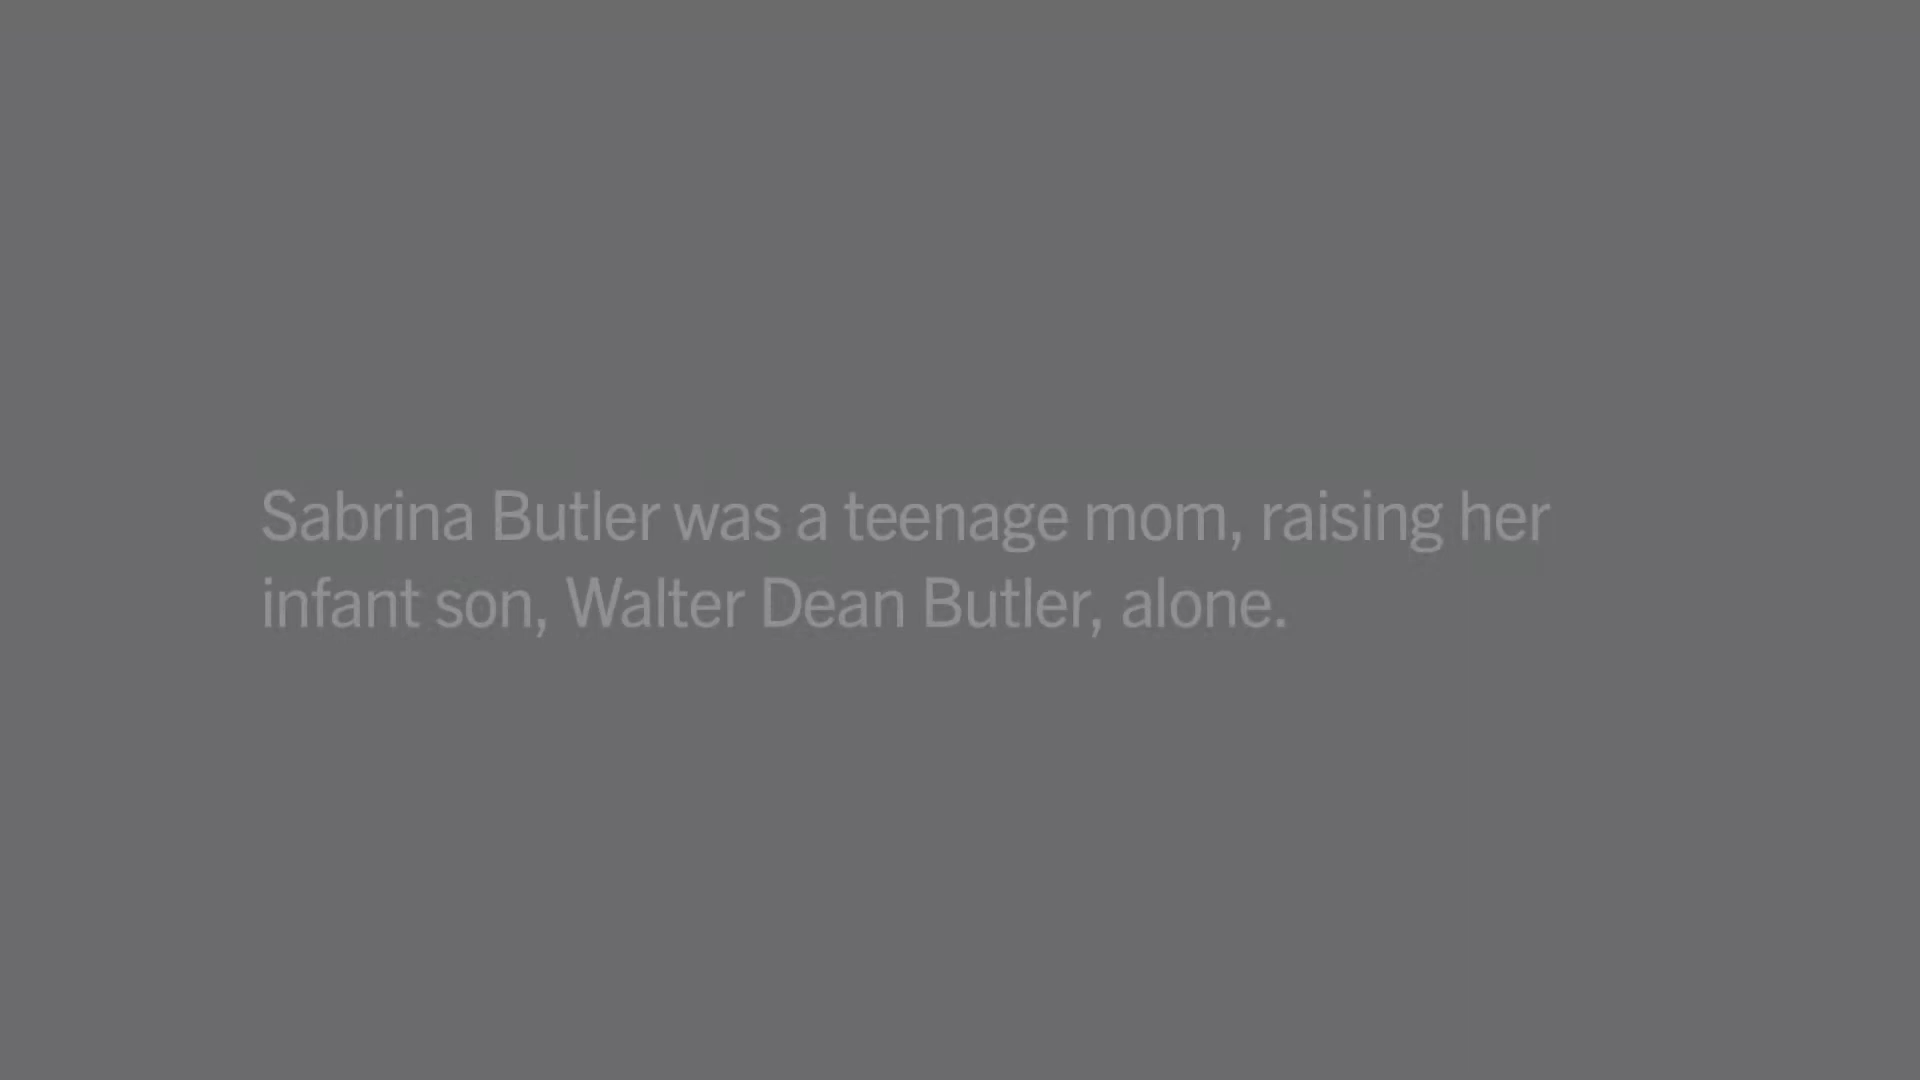 Sabrina Butler was a teenage mom, raising her
infant son, Walter Dean Butler, alone.